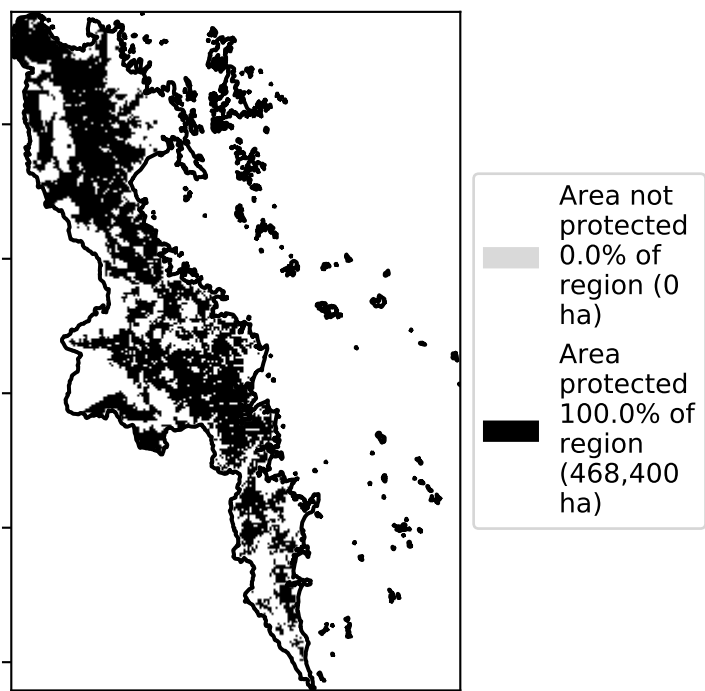 Area not
protected
0.0% of
region (0
ha)
Area
protected
100.0% of
region
(468,400
ha)